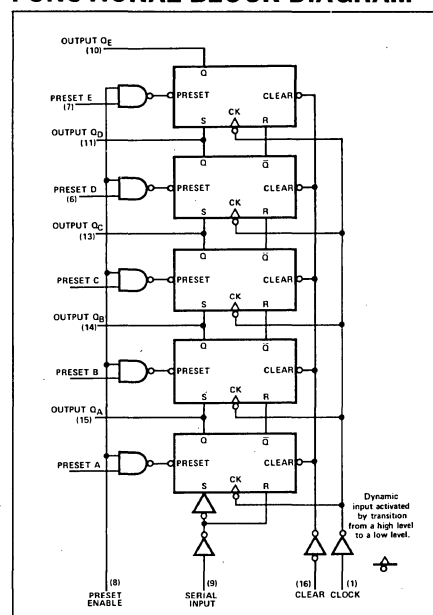 FUNCTIONAL BLOCK DIAGRAM
OUTPUT QE
(10)
Q
PRESET E
(7)
PRESET
CLEAR
CK
S
R
OUTPUT QD
(11)
Q
Q̅
PRESET D
(6)
PRESET
CLEAR
CK
S
R
OUTPUT QC
(13)
Q
Q̅
PRESET C
PRESET
CLEAR
CK
S
R
OUTPUT QB
(14)
Q
Q̅
PRESET B
PRESET
CLEAR
CK
S
R
OUTPUT QA
(15)
Q
Q̅
PRESET A
PRESET
CLEAR
CK
S
R
Dynamic
input activated
by transition
from a high level
to a low level.
(8)
(9)
(16)
(1)
PRESET
ENABLE
SERIAL
INPUT
CLEAR CLOCK